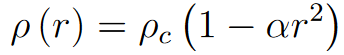 ρ(r) = ρ_c (1 − αr²)